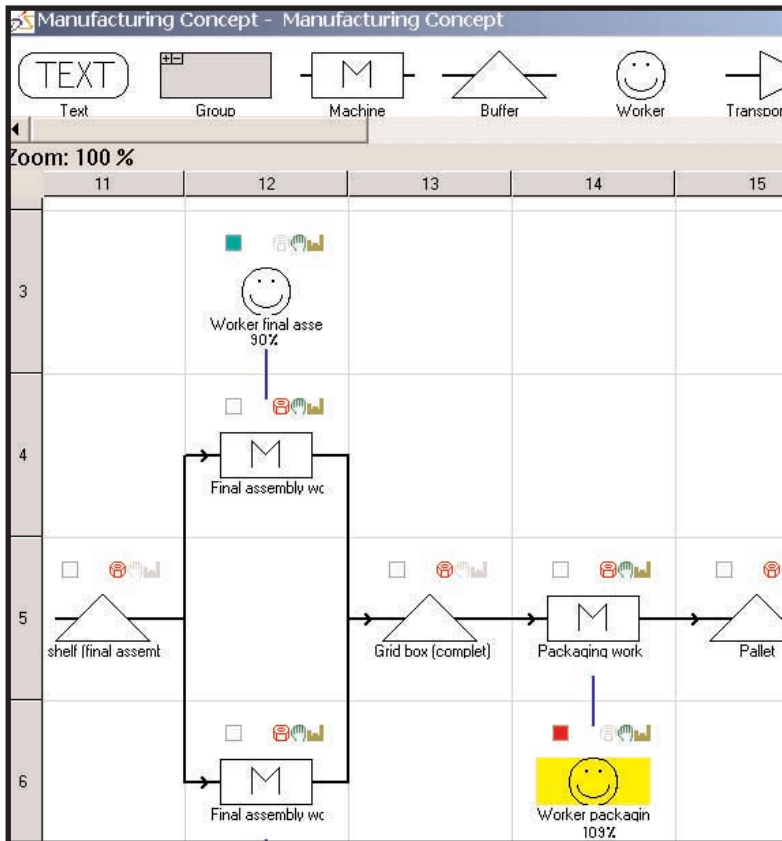 Manufacturing Concept - Manufacturing Concept
TEXT M
Text Group Machine Buffer Worker Transpor
Zoom: 100 %
11 12 13 14 15
3
Worker final asse
90%
4
M
Final assembly wo
5
M
shelf (final assemt Grid box (complet) Packaging work Pallet
6
M
Final assembly wo Worker packagin
109%